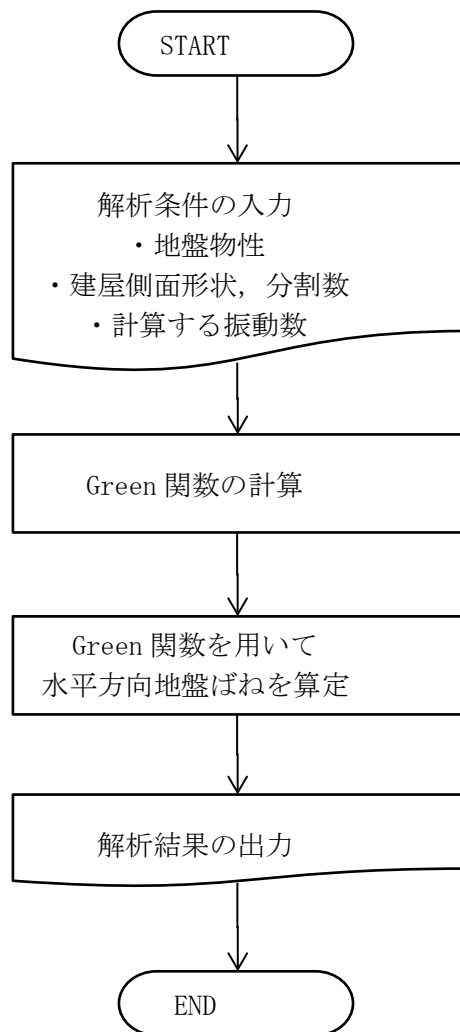 START
解析条件の入力
・地盤物性
・建屋側面形状，分割数
・計算する振動数
Green 関数の計算
Green 関数を用いて
水平方向地盤ばねを算定
解析結果の出力
END